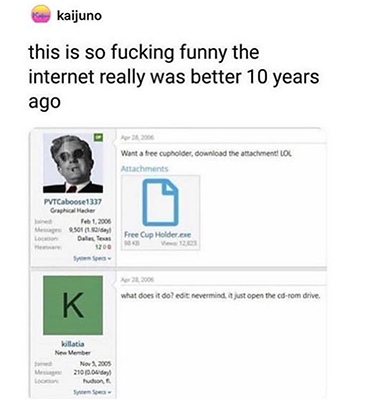 kaijuno
this is so fucking funny the
internet really was better 10 years
ago
OP
Apr 28, 2006
Want a free cupholder, download the attachment! LOL
Attachments
Free Cup Holder.exe
98 KB Views: 12,823
PVTCaboose1337
Graphical Hacker
Joined: Feb 1, 2006
Messages: 9,501 (1.92/day)
Location: Dallas, Texas
System Specs
Apr 28, 2006
what does it do? edit: nevermind, it just open the cd-rom drive.
K
killatia
New Member
Joined: Nov 5, 2005
Messages: 210 (0.04/day)
Location: hudson, fl.
System Specs